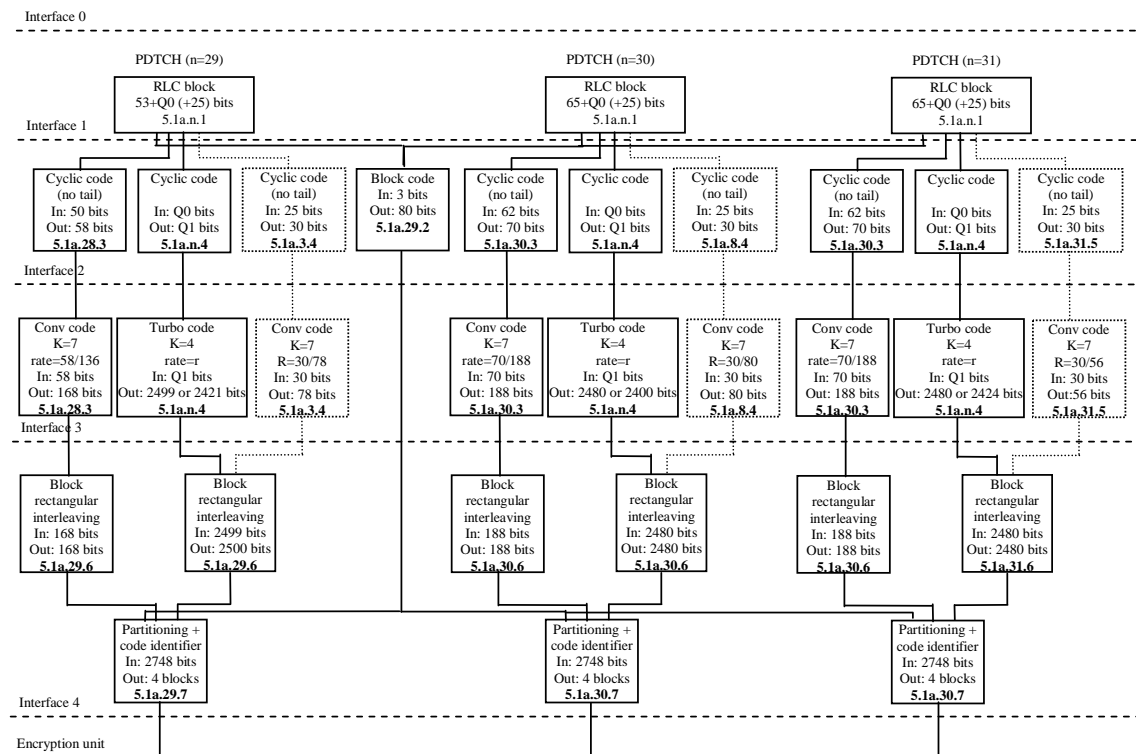 Interface 0
PDTCH (n=29)
PDTCH (n=30)
PDTCH (n=31)
RLC block
53+Q0 (+25) bits
5.1a.n.1
RLC block
65+Q0 (+25) bits
5.1a.n.1
RLC block
65+Q0 (+25) bits
5.1a.n.1
Interface 1
Cyclic code
(no tail)
In: 50 bits
Out: 58 bits
5.1a.28.3
Cyclic code
In: Q0 bits
Out: Q1 bits
5.1a.n.4
Cyclic code
(no tail)
In: 25 bits
Out: 30 bits
5.1a.3.4
Block code
In: 3 bits
Out: 80 bits
5.1a.29.2
Cyclic code
(no tail)
In: 62 bits
Out: 70 bits
5.1a.30.3
Cyclic code
In: Q0 bits
Out: Q1 bits
5.1a.n.4
Cyclic code
(no tail)
In: 25 bits
Out: 30 bits
5.1a.8.4
Cyclic code
(no tail)
In: 62 bits
Out: 70 bits
5.1a.30.3
Cyclic code
In: Q0 bits
Out: Q1 bits
5.1a.n.4
Cyclic code
(no tail)
In: 25 bits
Out: 30 bits
5.1a.31.5
Interface 2
Conv code
K=7
rate=58/136
In: 58 bits
Out: 168 bits
5.1a.28.3
Turbo code
K=4
rate=r
In: Q1 bits
Out: 2499 or 2421 bits
5.1a.n.4
Conv code
K=7
R=30/78
In: 30 bits
Out: 78 bits
5.1a.3.4
Conv code
K=7
rate=70/188
In: 70 bits
Out: 188 bits
5.1a.30.3
Turbo code
K=4
rate=r
In: Q1 bits
Out: 2480 or 2400 bits
5.1a.n.4
Conv code
K=7
R=30/80
In: 30 bits
Out: 80 bits
5.1a.8.4
Conv code
K=7
rate=70/188
In: 70 bits
Out: 188 bits
5.1a.30.3
Turbo code
K=4
rate=r
In: Q1 bits
Out: 2480 or 2424 bits
5.1a.n.4
Conv code
K=7
R=30/56
In: 30 bits
Out:56 bits
5.1a.31.5
Interface 3
Block
rectangular
interleaving
In: 168 bits
Out: 168 bits
5.1a.29.6
Block
rectangular
interleaving
In: 2499 bits
Out: 2500 bits
5.1a.29.6
Block
rectangular
interleaving
In: 188 bits
Out: 188 bits
5.1a.30.6
Block
rectangular
interleaving
In: 2480 bits
Out: 2480 bits
5.1a.30.6
Block
rectangular
interleaving
In: 188 bits
Out: 188 bits
5.1a.30.6
Block
rectangular
interleaving
In: 2480 bits
Out: 2480 bits
5.1a.31.6
Partitioning +
code identifier
In: 2748 bits
Out: 4 blocks
5.1a.29.7
Partitioning +
code identifier
In: 2748 bits
Out: 4 blocks
5.1a.30.7
Partitioning +
code identifier
In: 2748 bits
Out: 4 blocks
5.1a.30.7
Interface 4
Encryption unit